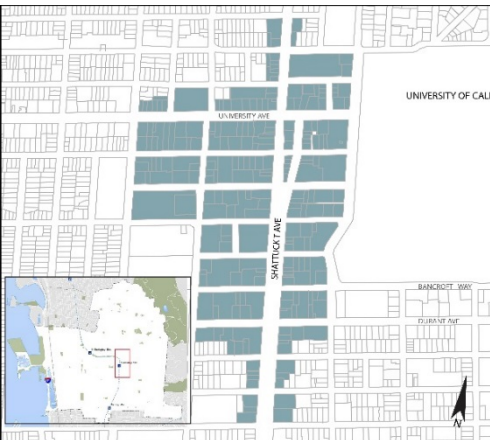 UNIVERSITY OF CALI
UNIVERSITY AVE
SHATTUCK T AVE
BANCROFT WAY
DURANT AVE
N